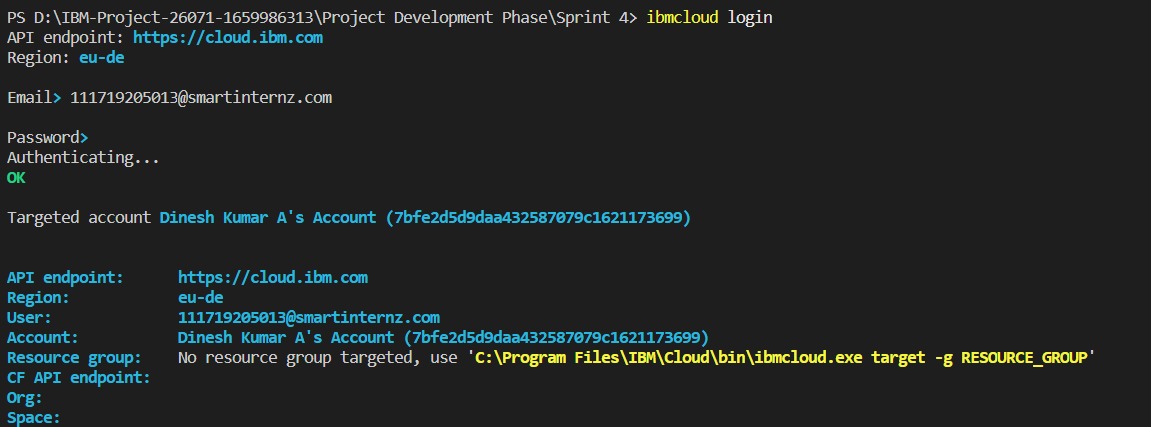 PS D:\IBM-Project-26071-1659986313\Project Development Phase\Sprint 4> ibmcloud login
API endpoint: https://cloud.ibm.com
Region: eu-de
Email> 111719205013@smartinternz.com
Password>
Authenticating...
OK
Targeted account Dinesh Kumar A's Account (7bfe2d5d9daa432587079c1621173699)
API endpoint: https://cloud.ibm.com
Region: eu-de
User: 111719205013@smartinternz.com
Account: Dinesh Kumar A's Account (7bfe2d5d9daa432587079c1621173699)
Resource group: No resource group targeted, use 'C:\Program Files\IBM\Cloud\bin\ibmcloud.exe target -g RESOURCE_GROUP'
CF API endpoint:
Org:
Space: